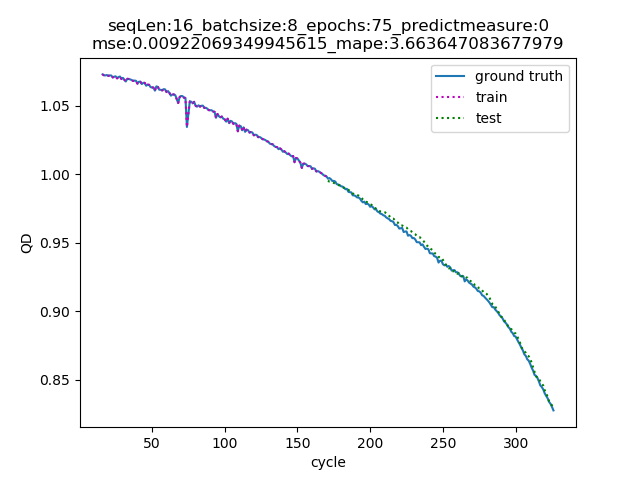 seqLen:16_batchsize:8_epochs:75_predictmeasure:0
mse:0.00922069349945615_mape:3.663647083677979
ground truth
train
test
1.05
1.00
0.95
0.90
0.85
QD
50
100
150
200
250
300
cycle